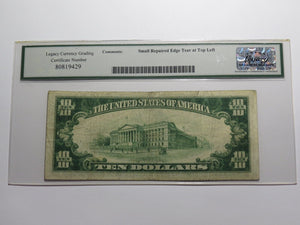 Legacy Currency Grading
Certificate Number
80819429
Comments:
Small Repaired Edge Tear at Top Left
Legacy
10 THE UNITED STATES OF AMERICA 10
10 TEN DOLLARS 10